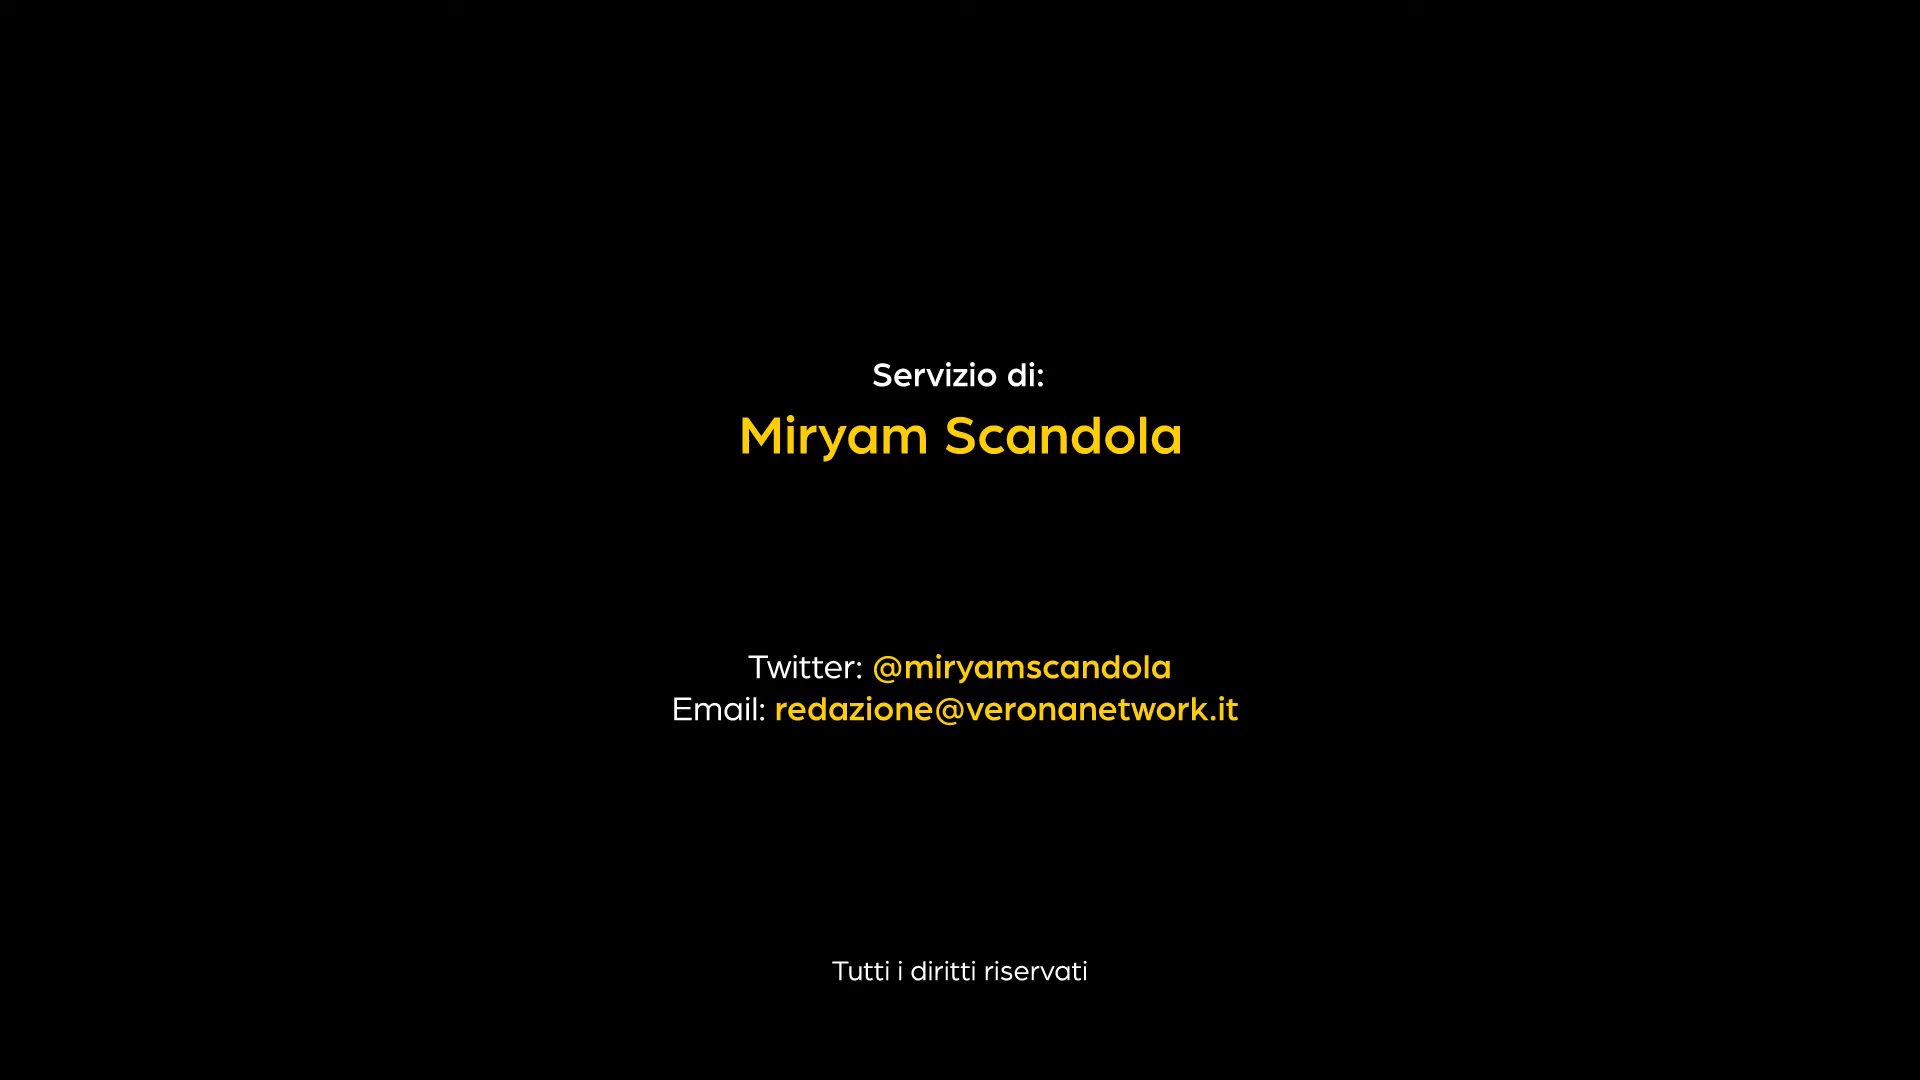 Servizio di:
Miryam Scandola
Twitter: @miryamscandola
Email: redazione@veronanetwork.it
Tutti i diritti riservati